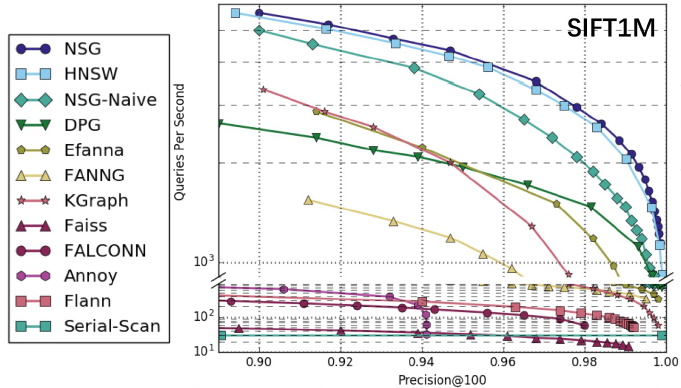 SIFT1M
NSG
HNSW
NSG-Naive
DPG
Efanna
FANNG
KGraph
Faiss
FALCONN
Annoy
Flann
Serial-Scan
Queries Per Second
10³
10²
10¹
0.90 0.92 0.94 0.96 0.98 1.00
Precision@100